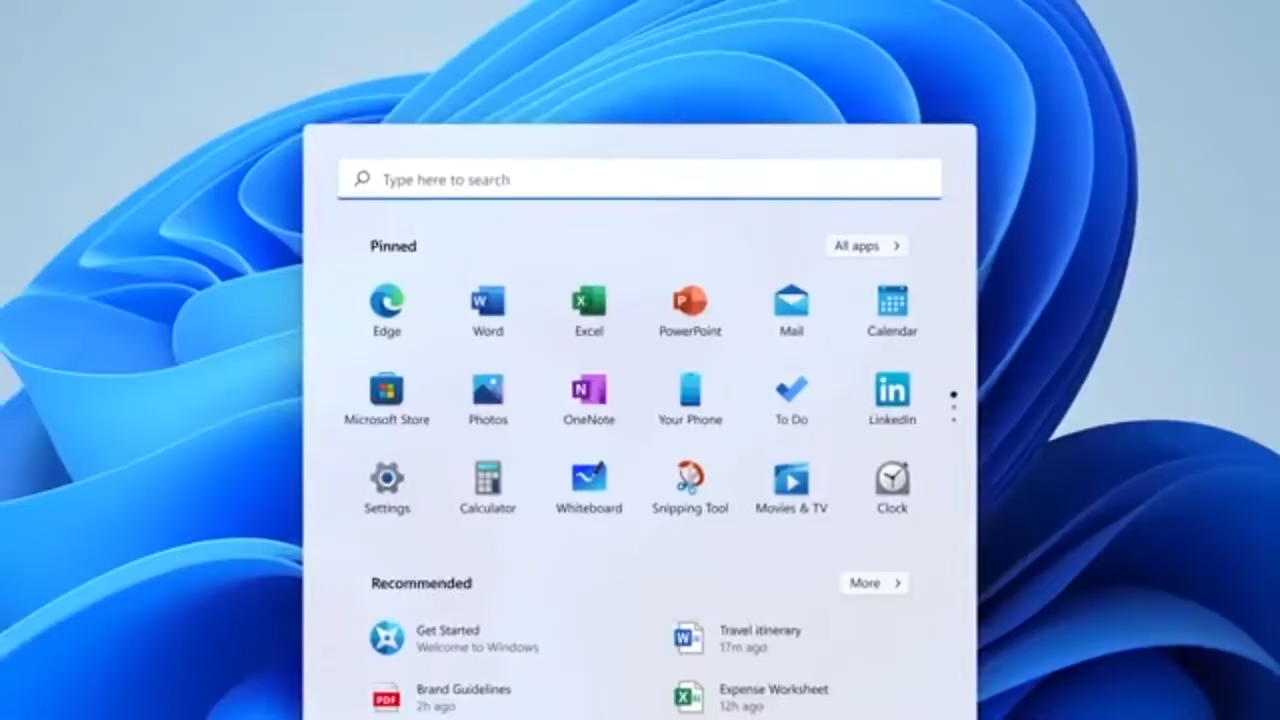 Type here to search
Pinned
All apps >
Edge
Word
Excel
PowerPoint
Mail
Calendar
Microsoft Store
Photos
OneNote
Your Phone
To Do
LinkedIn
Settings
Calculator
Whiteboard
Snipping Tool
Movies & TV
Clock
Recommended
More >
Get Started
Welcome to Windows
Travel itinerary
17m ago
PDF
Brand Guidelines
2h ago
Expense Worksheet
12h ago